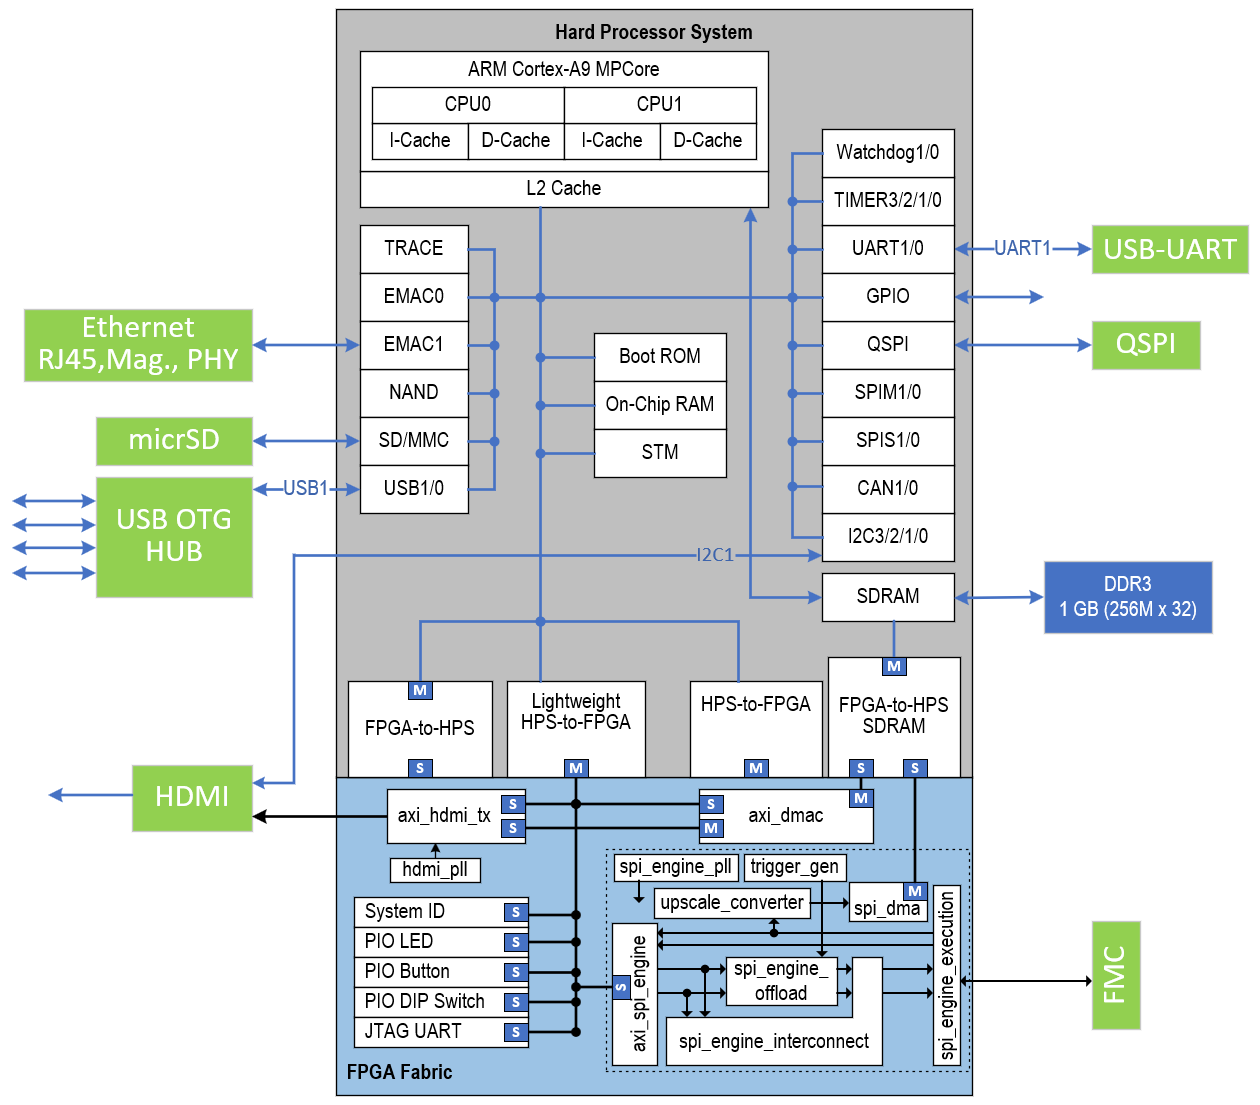 Hard Processor System
ARM Cortex-A9 MPCore
CPU0
CPU1
I-Cache
D-Cache
I-Cache
D-Cache
L2 Cache
TRACE
EMAC0
EMAC1
NAND
SD/MMC
USB1/0
Boot ROM
On-Chip RAM
STM
Watchdog1/0
TIMER3/2/1/0
UART1/0
GPIO
QSPI
SPIM1/0
SPIS1/0
CAN1/0
I2C3/2/1/0
SDRAM
UART1
USB-UART
QSPI
Ethernet
RJ45,Mag., PHY
micrSD
USB1
USB OTG
HUB
I2C1
DDR3
1 GB (256M x 32)
M
FPGA-to-HPS
S
Lightweight
HPS-to-FPGA
M
HPS-to-FPGA
M
M
FPGA-to-HPS
SDRAM
S
S
HDMI
axi_hdmi_tx
S
S
S
M
axi_dmac
M
hdmi_pll
System ID
S
PIO LED
S
PIO Button
S
PIO DIP Switch
S
JTAG UART
S
spi_engine_pll
trigger_gen
upscale_converter
spi_dma
M
axi_spi_engine
S
spi_engine_
offload
spi_engine_interconnect
spi_engine_execution
FMC
FPGA Fabric